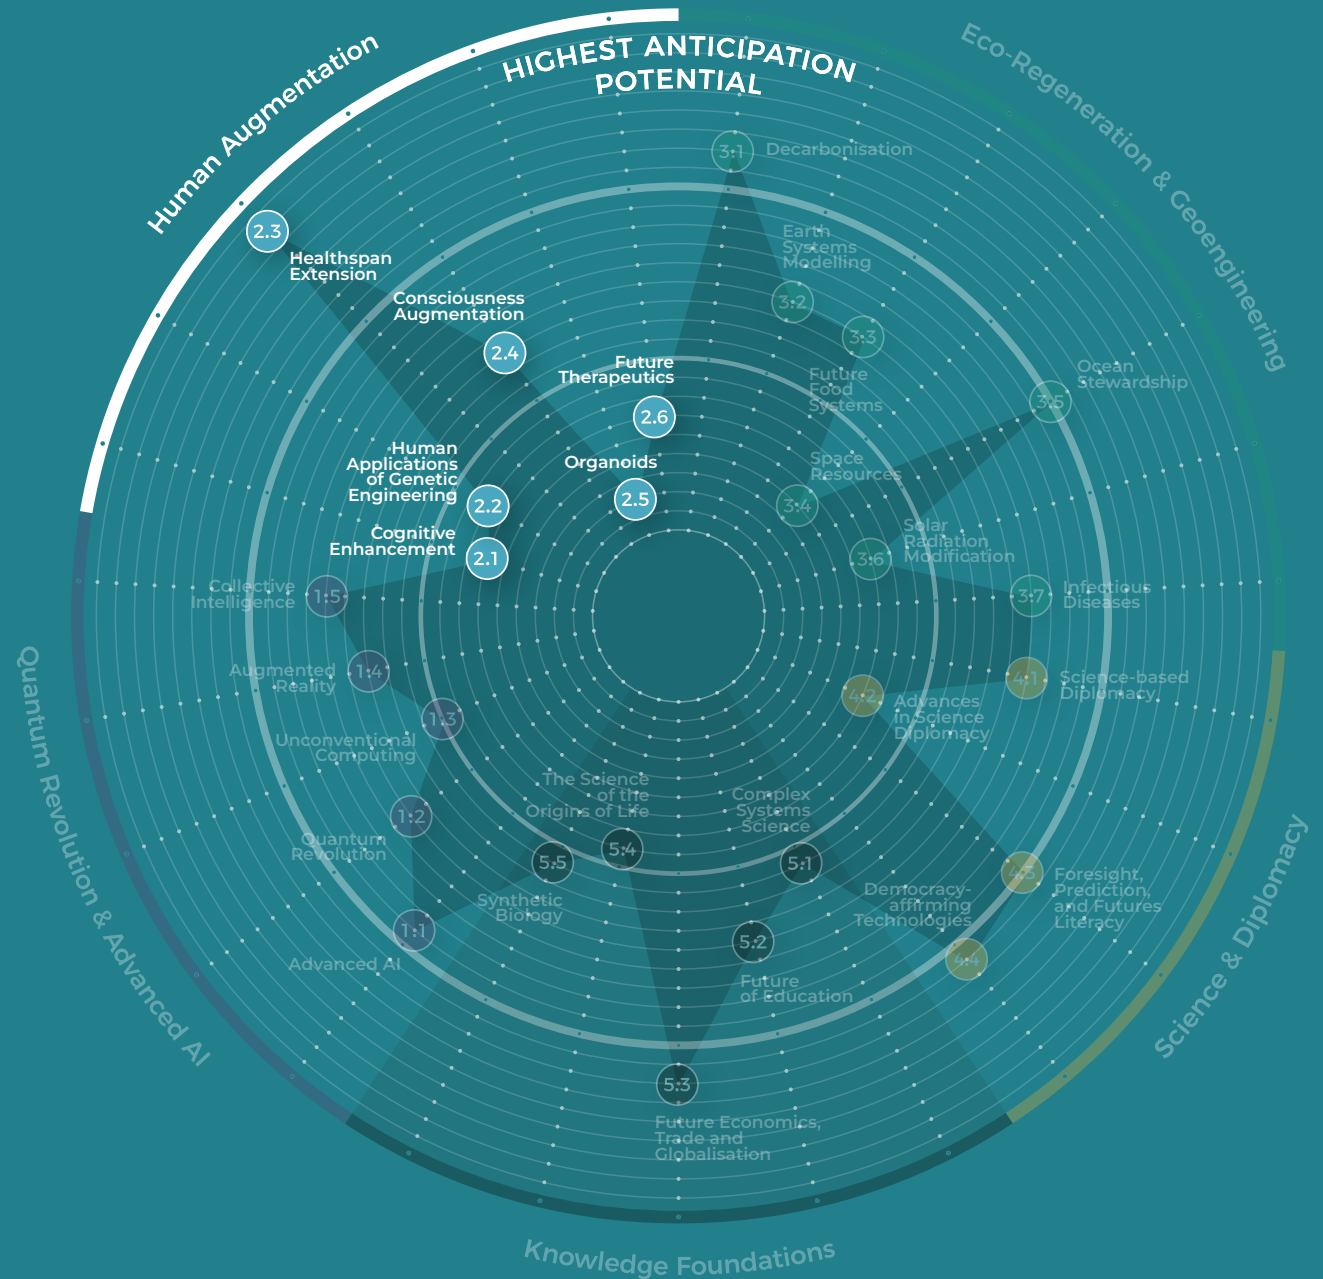 HIGHEST ANTICIPATION
POTENTIAL
Human Augmentation
2.3
Healthspan
Extension
Consciousness
Augmentation
2.4
Future
Therapeutics
2.6
Human
Applications
of Genetic
Engineering
2.2
Organoids
2.5
Cognitive
Enhancement
2.1
Eco-Regeneration & Geoengineering
3.1
Decarbonisation
Earth
Systems
Modelling
3.2
3.3
Future
Food
Systems
Ocean
Stewardship
3.5
Space
Resources
3.4
Solar
Radiation
Modification
3.6
3.7
Infectious
Diseases
Science & Diplomacy
4.1
Science-based
Diplomacy
4.2
Advances
in Science
Diplomacy
4.3
Foresight,
Prediction,
and Futures
Literacy
Democracy-
affirming
Technologies
4.4
Knowledge Foundations
Complex
Systems
Science
5.1
5.2
Future
of Education
5.3
Future Economics,
Trade and
Globalisation
The Science
of the
Origins of Life
5.4
5.5
Synthetic
Biology
Quantum Revolution & Advanced AI
Collective
Intelligence
1.5
Augmented
Reality
1.4
1.3
Unconventional
Computing
1.2
Quantum
Revolution
1.1
Advanced AI